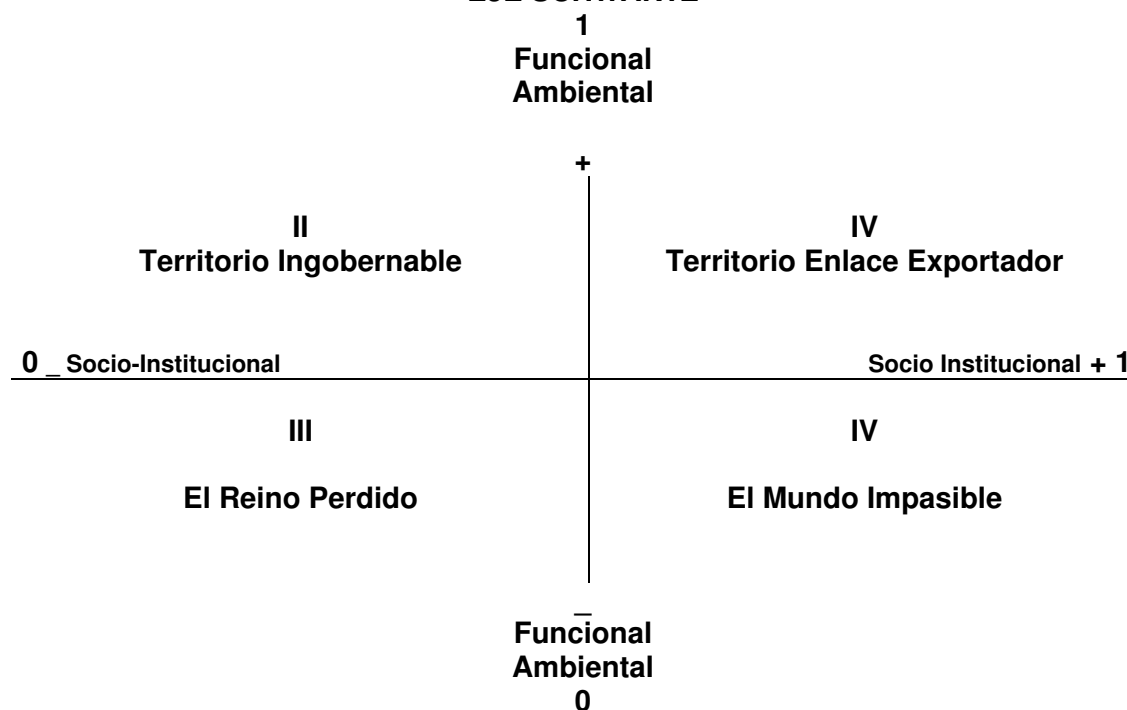 1
Funcional
Ambiental
+
II
IV
Territorio Ingobernable
Territorio Enlace Exportador
0 _ Socio-Institucional
Socio Institucional + 1
III
IV
El Reino Perdido
El Mundo Impasible
_
Funcional
Ambiental
0